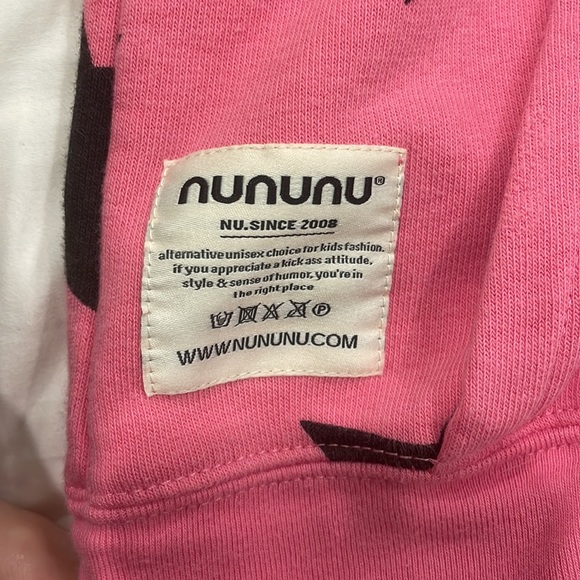 nununu®
NU.SINCE 2008
alternative unisex choice for kids fashion.
if you appreciate a kick ass attitude,
style & sense of humor, you're in
the right place
WWW.NUNUNU.COM